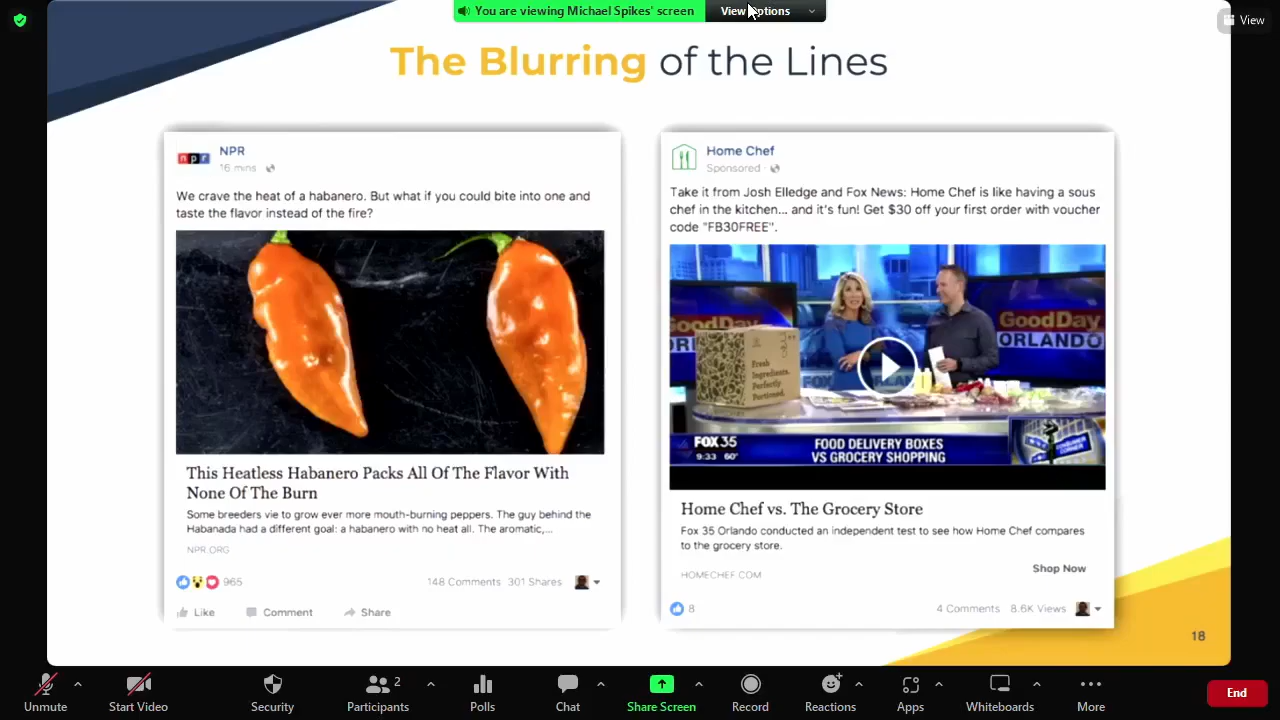 You are viewing Michael Spikes' screen
View Options
View
The Blurring of the Lines
npr
NPR
16 mins
We crave the heat of a habanero. But what if you could bite into one and
taste the flavor instead of the fire?
This Heatless Habanero Packs All Of The Flavor With
None Of The Burn
Some breeders vie to grow ever more mouth-burning peppers. The guy behind the
Habanada had a different goal: a habanero with no heat all. The aromatic,...
NPR.ORG
965
148 Comments 301 Shares
Like
Comment
Share
Home Chef
Sponsored
Take it from Josh Elledge and Fox News: Home Chef is like having a sous
chef in the kitchen... and it's fun! Get $30 off your first order with voucher
code "FB30FREE".
GoodDay
ORLANDO
Fresh
Ingredients.
Perfectly
Portioned.
FOX 35
9:33 60°
FOOD DELIVERY BOXES
VS GROCERY SHOPPING
CONSUMER
CORNER
Home Chef vs. The Grocery Store
Fox 35 Orlando conducted an independent test to see how Home Chef compares
to the grocery store.
HOMECHEF.COM
Shop Now
8
4 Comments 8.6K Views
18
Unmute
Start Video
Security
Participants
2
Polls
Chat
Share Screen
Record
Reactions
Apps
Whiteboards
More
End